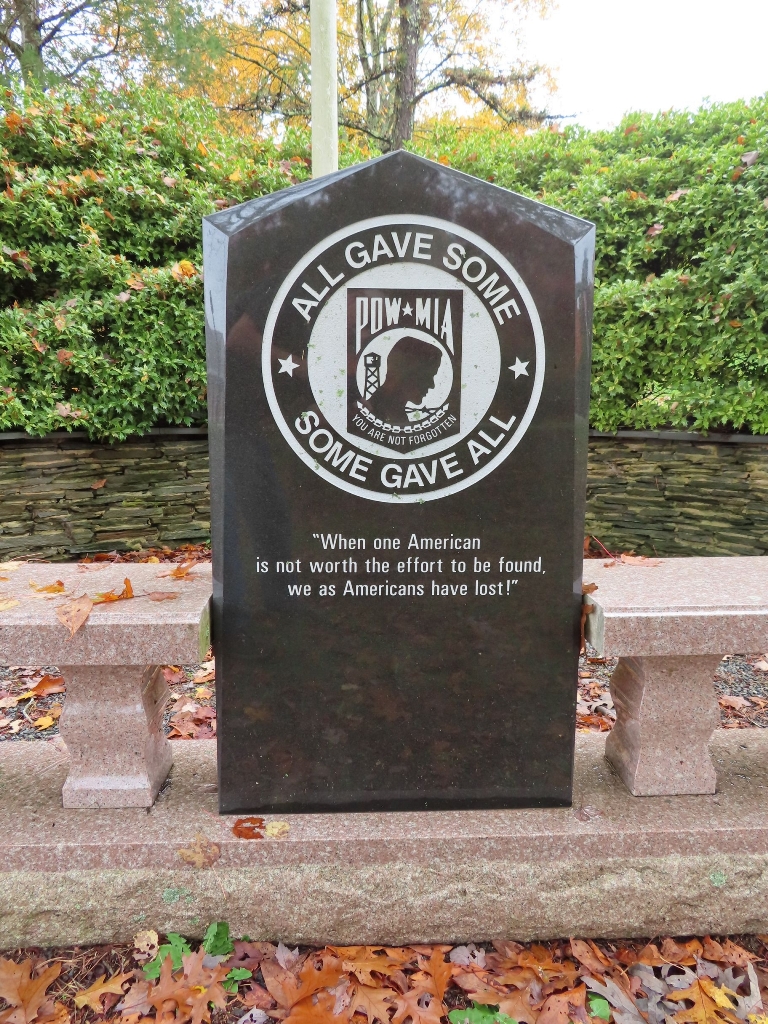 ALL GAVE SOME
POW★MIA
YOU ARE NOT FORGOTTEN
SOME GAVE ALL
"When one American
is not worth the effort to be found,
we as Americans have lost!"